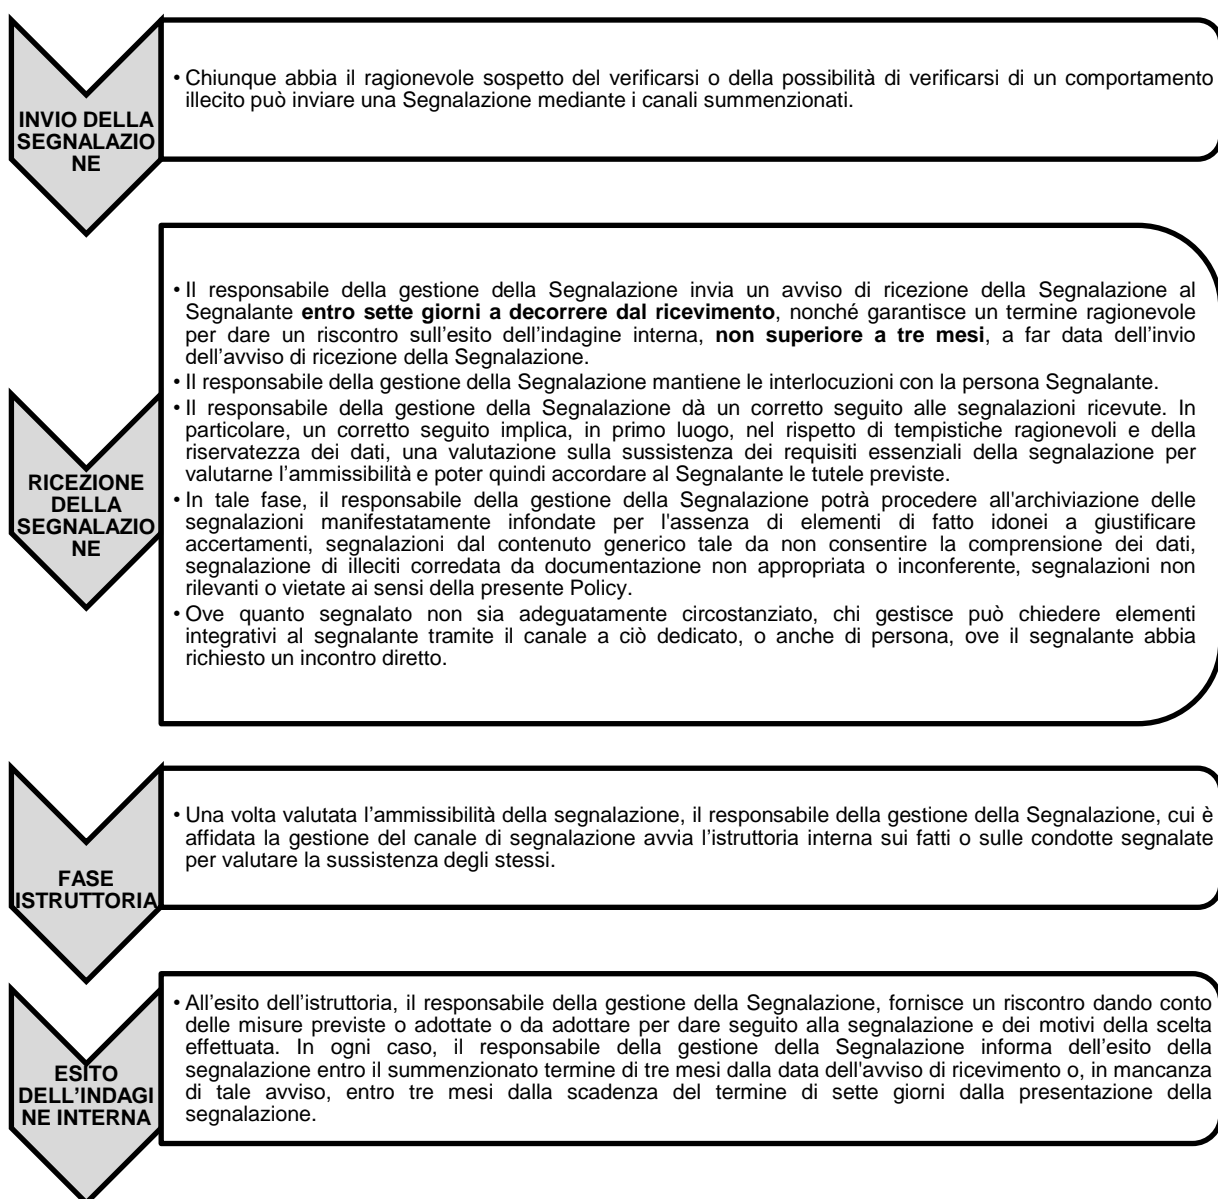 INVIO DELLA
SEGNALAZIO
NE
• Chiunque abbia il ragionevole sospetto del verificarsi o della possibilità di verificarsi di un comportamento
illecito può inviare una Segnalazione mediante i canali summenzionati.
RICEZIONE
DELLA
SEGNALAZIO
NE
• Il responsabile della gestione della Segnalazione invia un avviso di ricezione della Segnalazione al
Segnalante entro sette giorni a decorrere dal ricevimento, nonché garantisce un termine ragionevole
per dare un riscontro sull’esito dell’indagine interna, non superiore a tre mesi, a far data dell’invio
dell’avviso di ricezione della Segnalazione.
• Il responsabile della gestione della Segnalazione mantiene le interlocuzioni con la persona Segnalante.
• Il responsabile della gestione della Segnalazione dà un corretto seguito alle segnalazioni ricevute. In
particolare, un corretto seguito implica, in primo luogo, nel rispetto di tempistiche ragionevoli e della
riservatezza dei dati, una valutazione sulla sussistenza dei requisiti essenziali della segnalazione per
valutarne l’ammissibilità e poter quindi accordare al Segnalante le tutele previste.
• In tale fase, il responsabile della gestione della Segnalazione potrà procedere all'archiviazione delle
segnalazioni manifestatamente infondate per l'assenza di elementi di fatto idonei a giustificare
accertamenti, segnalazioni dal contenuto generico tale da non consentire la comprensione dei dati,
segnalazione di illeciti corredata da documentazione non appropriata o inconferente, segnalazioni non
rilevanti o vietate ai sensi della presente Policy.
• Ove quanto segnalato non sia adeguatamente circostanziato, chi gestisce può chiedere elementi
integrativi al segnalante tramite il canale a ciò dedicato, o anche di persona, ove il segnalante abbia
richiesto un incontro diretto.
FASE
ISTRUTTORIA
• Una volta valutata l’ammissibilità della segnalazione, il responsabile della gestione della Segnalazione, cui è
affidata la gestione del canale di segnalazione avvia l’istruttoria interna sui fatti o sulle condotte segnalate
per valutare la sussistenza degli stessi.
ESITO
DELL’INDAGI
NE INTERNA
• All’esito dell’istruttoria, il responsabile della gestione della Segnalazione, fornisce un riscontro dando conto
delle misure previste o adottate o da adottare per dare seguito alla segnalazione e dei motivi della scelta
effettuata. In ogni caso, il responsabile della gestione della Segnalazione informa dell’esito della
segnalazione entro il summenzionato termine di tre mesi dalla data dell’avviso di ricevimento o, in mancanza
di tale avviso, entro tre mesi dalla scadenza del termine di sette giorni dalla presentazione della
segnalazione.